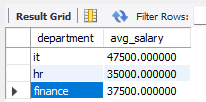 Result Grid Filter Rows:
department avg_salary
it 47500.000000
hr 35000.000000
finance 37500.000000